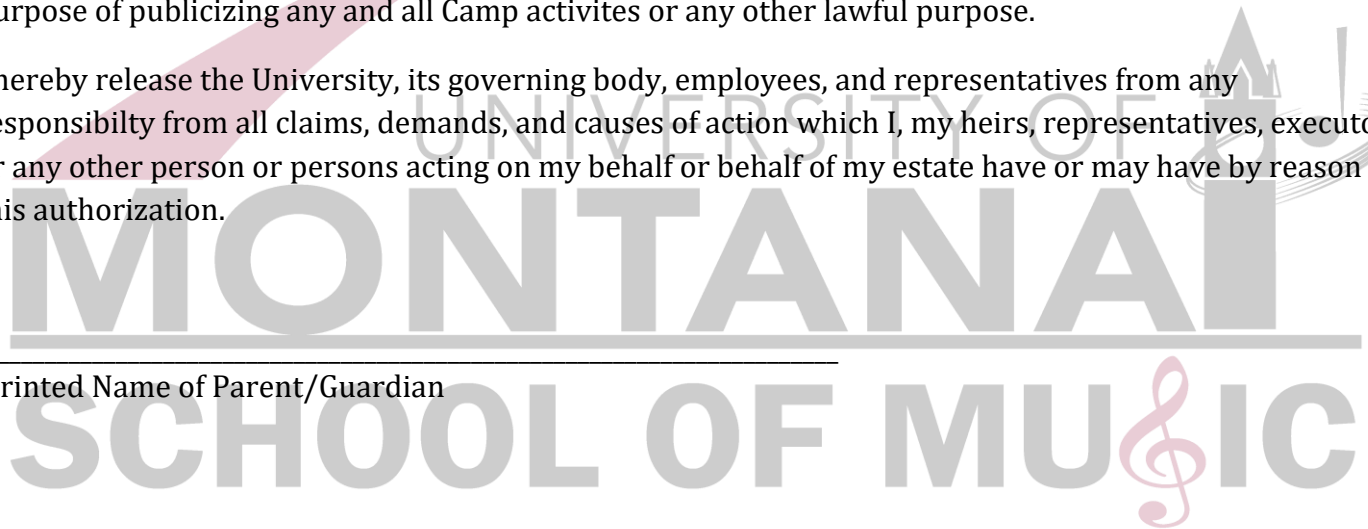 urpose of publicizing any and all Camp activites or any other lawful purpose.
hereby release the University, its governing body, employees, and representatives from any
esponsibilty from all claims, demands, and causes of action which I, my heirs, representatives, executo
r any other person or persons acting on my behalf or behalf of my estate have or may have by reason
his authorization.
UNIVERSITY OF
MONTANA
rinted Name of Parent/Guardian
SCHOOL OF MUSIC